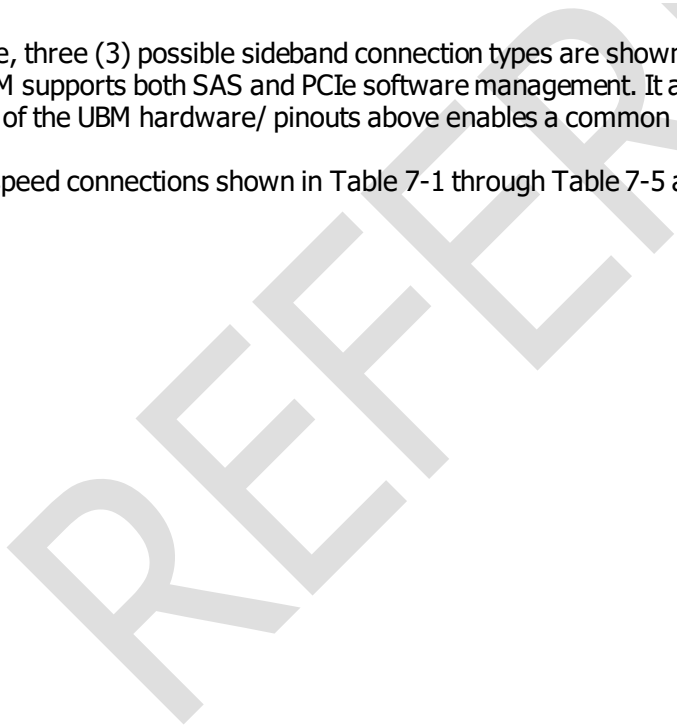 e, three (3) possible sideband connection types are shown
M supports both SAS and PCIe software management. It a
of the UBM hardware/ pinouts above enables a common
peed connections shown in Table 7-1 through Table 7-5 a
REFER